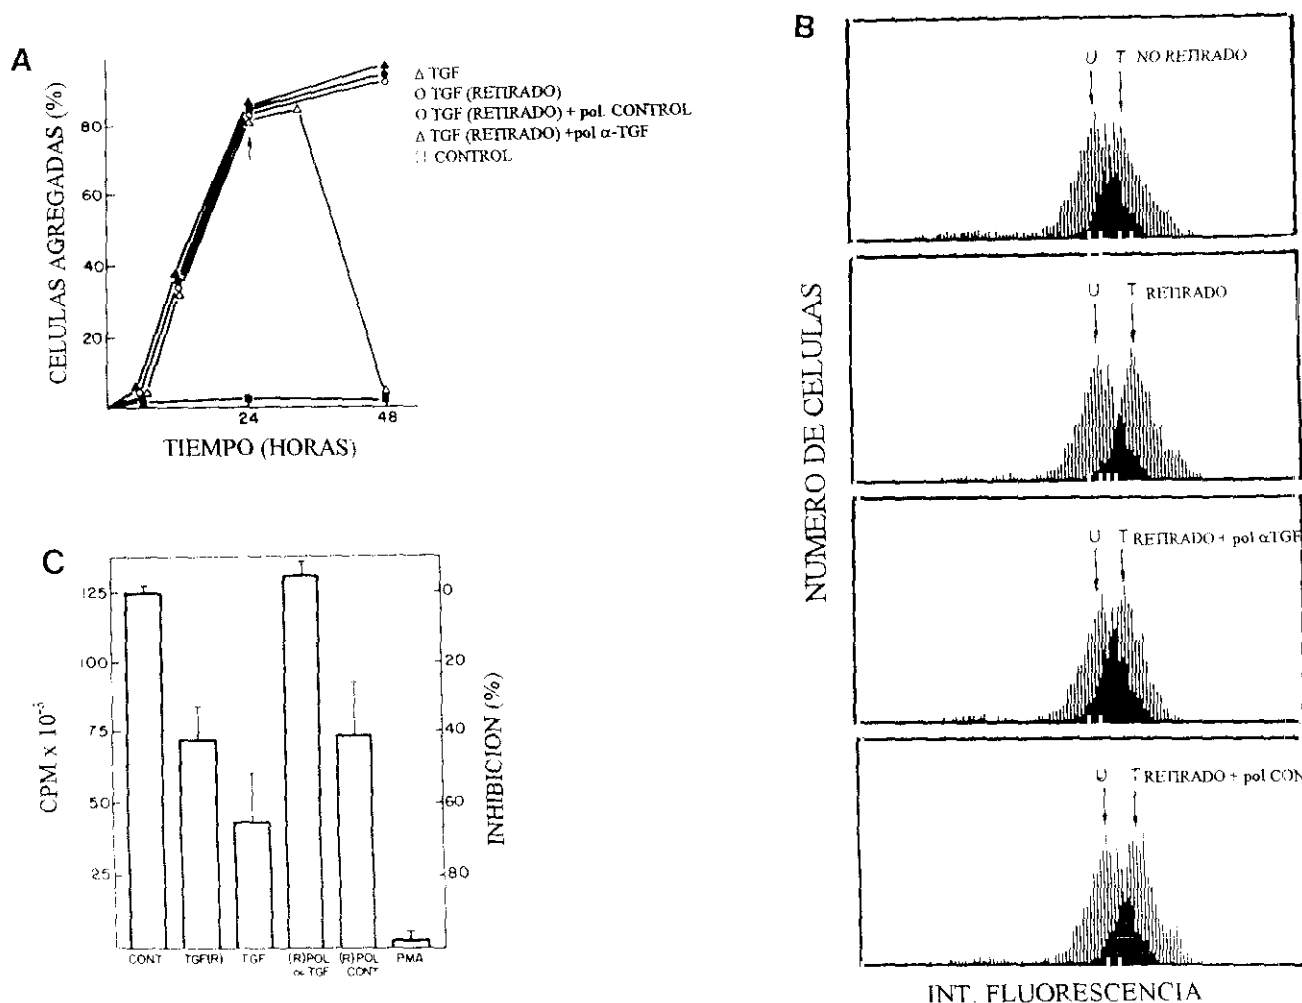 A
CELULAS AGREGADAS (%)
80
60
40
20
24
48
TIEMPO (HORAS)
△ TGF
○ TGF (RETIRADO)
○ TGF (RETIRADO) + pol. CONTROL
△ TGF (RETIRADO) +pol α-TGF
CONTROL
B
NUMERO DE CELULAS
U T NO RETIRADO
U T RETIRADO
U T RETIRADO + pol αTGF
U T RETIRADO + pol CON
INT. FLUORESCENCIA
C
CPM x 10⁻³
125
100
75
50
25
0
20
40
60
80
INHIBICION (%)
CONT
TGF(R)
TGF
(R)POL
∝ TGF
(R)POL
CONT
PMA